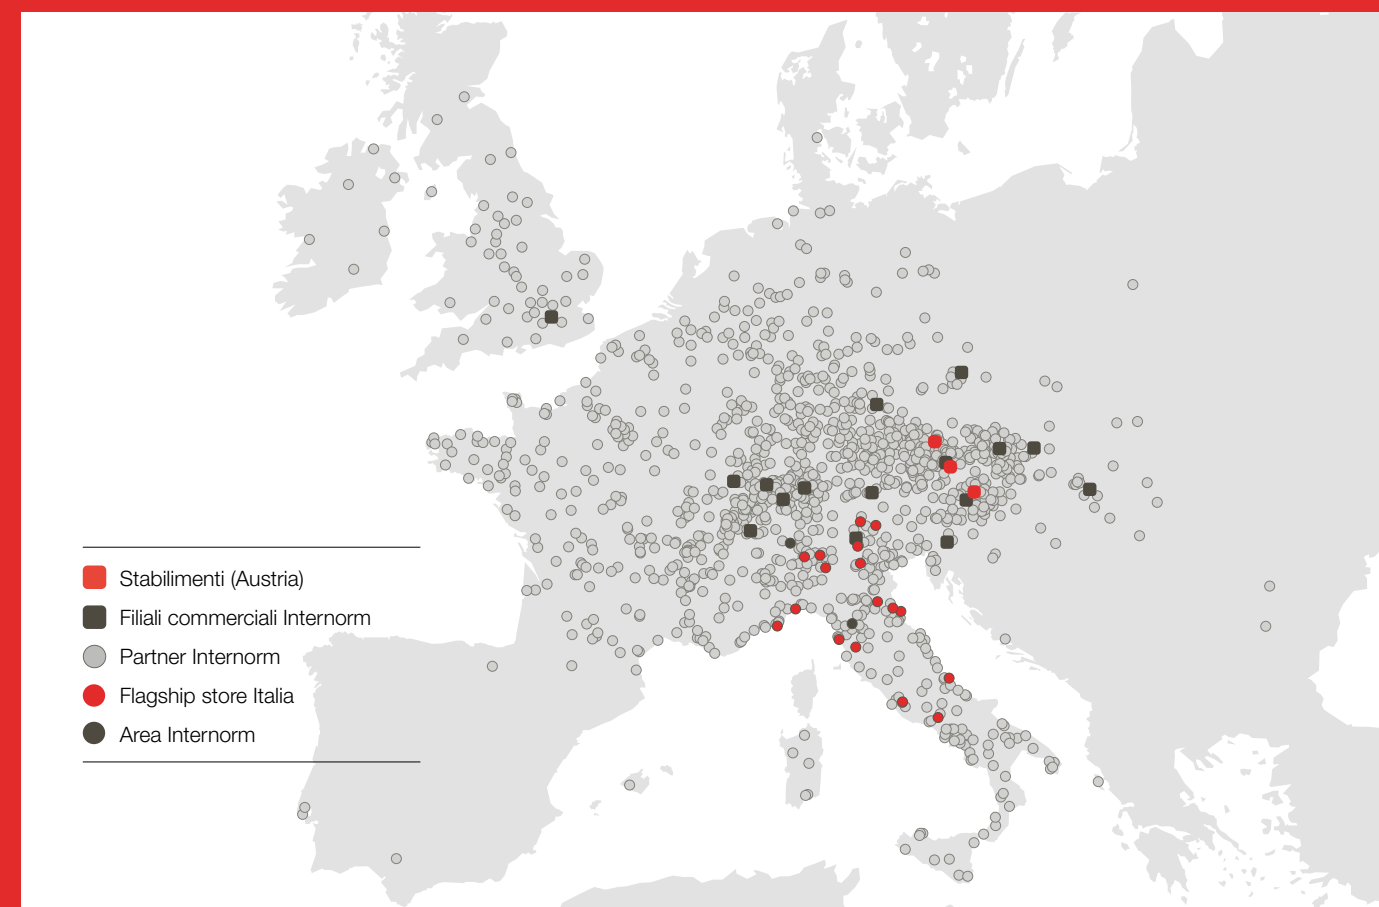 Stabilimenti (Austria)
Filiali commerciali Internorm
Partner Internorm
Flagship store Italia
Area Internorm